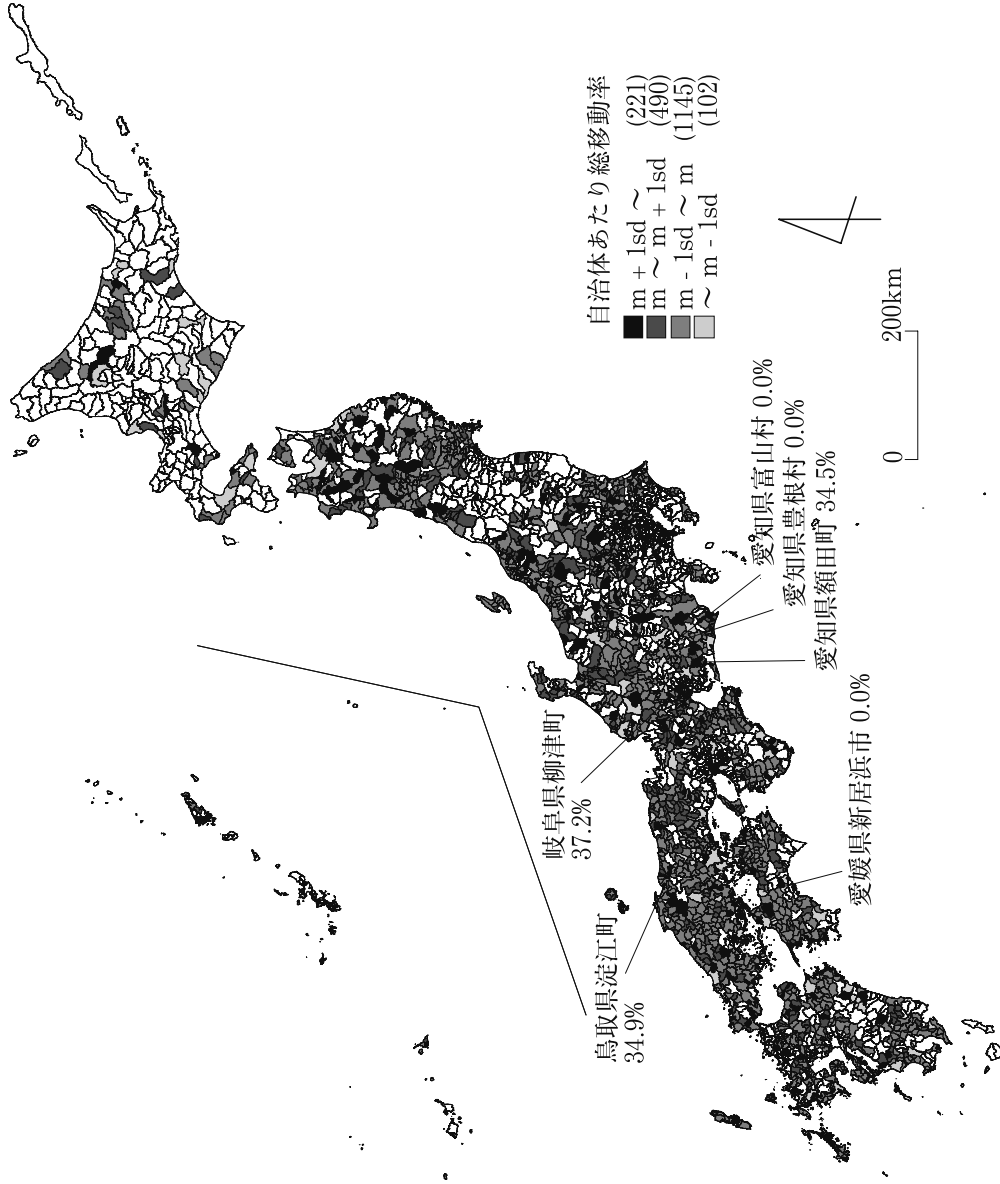 自治体あたり総移動率
m + 1sd ～ (221)
m ～ m + 1sd (490)
m - 1sd ～ m (1145)
～ m - 1sd (102)
0 200km
愛知県富山村 0.0%
愛知県豊根村 0.0%
愛知県額田町 34.5%
愛媛県新居浜市 0.0%
岐阜県柳津町
37.2%
鳥取県淀江町
34.9%